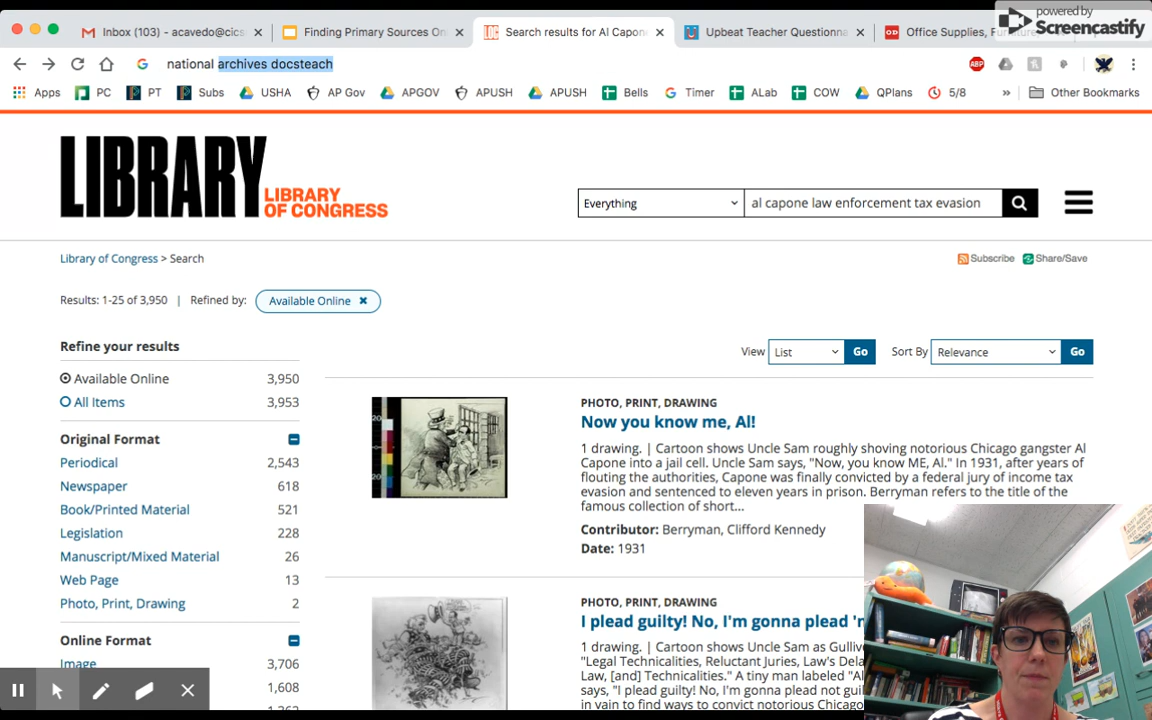 powered by
Screencastify
Inbox (103) - acavedo@cics
Finding Primary Sources On
Search results for Al Capon
Upbeat Teacher Questionna
Office Supplies, Furniture
national archives docsteach
Apps
PC
PT
Subs
USHA
AP Gov
APGOV
APUSH
APUSH
Bells
Timer
ALab
COW
QPlans
5/8
»
Other Bookmarks
LIBRARY
LIBRARY
OF CONGRESS
Everything
al capone law enforcement tax evasion
Library of Congress > Search
Subscribe
Share/Save
Results: 1-25 of 3,950 | Refined by: Available Online
Refine your results
View List Go Sort By Relevance Go
Available Online 3,950
All Items 3,953
Original Format
Periodical 2,543
Newspaper 618
Book/Printed Material 521
Legislation 228
Manuscript/Mixed Material 26
Web Page 13
Photo, Print, Drawing 2
Online Format
Image 3,706
1,608
PHOTO, PRINT, DRAWING
Now you know me, Al!
1 drawing. | Cartoon shows Uncle Sam roughly shoving notorious Chicago gangster Al
Capone into a jail cell. Uncle Sam says, "Now, you know ME, Al." In 1931, after years of
flouting the authorities, Capone was finally convicted by a federal jury of income tax
evasion and sentenced to eleven years in prison. Berryman refers to the title of the
famous collection of short...
Contributor: Berryman, Clifford Kennedy
Date: 1931
PHOTO, PRINT, DRAWING
I plead guilty! No, I'm gonna plead 'n
1 drawing. | Cartoon shows Uncle Sam as Gulliv
"Legal Technicalities, Reluctant Juries, Law's Dela
Law, [and] Technicalities." A tiny man labeled "Al
says, "I plead guilty! No, I'm gonna plead not guil
in vain to find ways to convict notorious Chicago